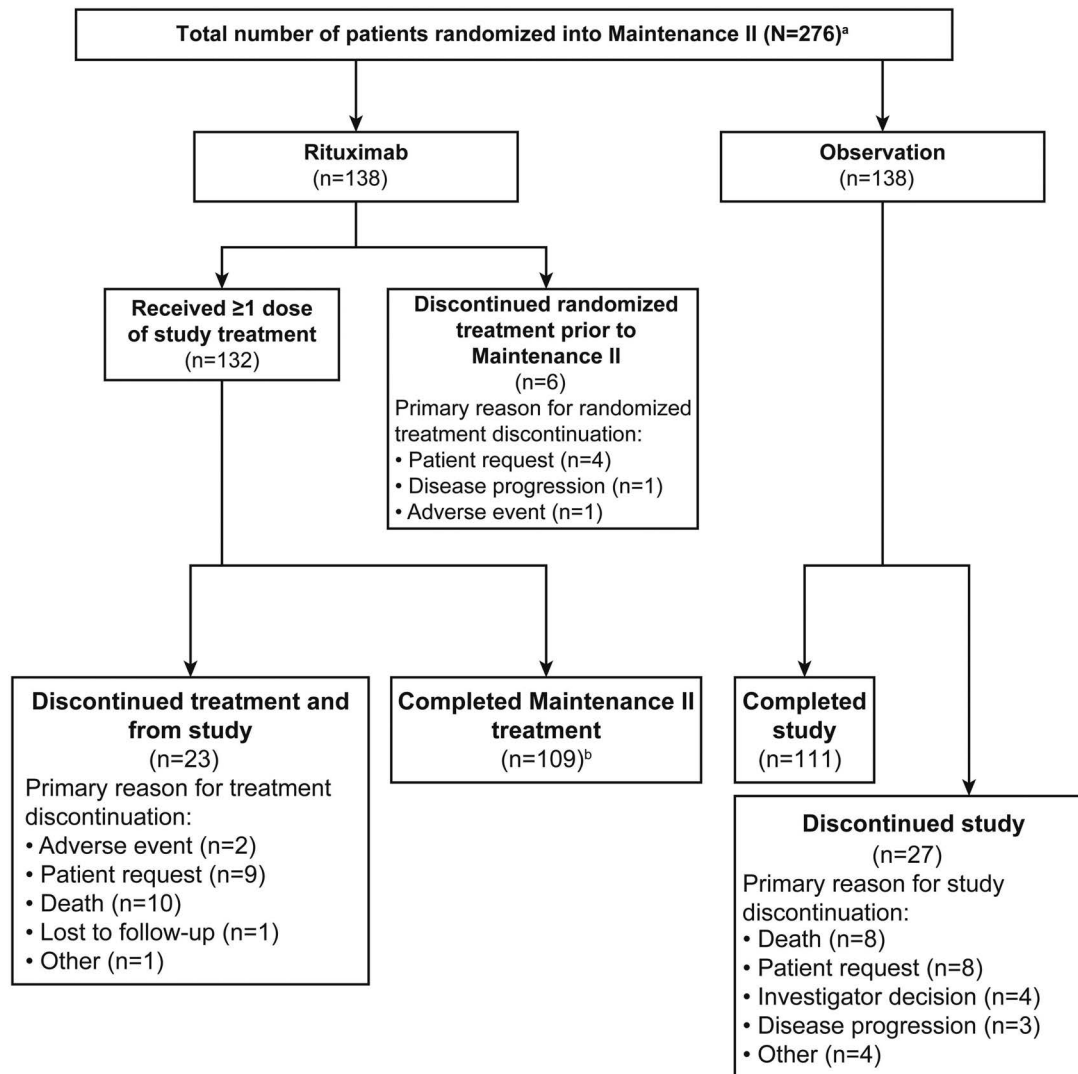 Total number of patients randomized into Maintenance II (N=276)ᵃ
Rituximab
(n=138)
Observation
(n=138)
Received ≥1 dose
of study treatment
(n=132)
Discontinued randomized
treatment prior to
Maintenance II
(n=6)
Primary reason for randomized
treatment discontinuation:
• Patient request (n=4)
• Disease progression (n=1)
• Adverse event (n=1)
Discontinued treatment and
from study
(n=23)
Primary reason for treatment
discontinuation:
• Adverse event (n=2)
• Patient request (n=9)
• Death (n=10)
• Lost to follow-up (n=1)
• Other (n=1)
Completed Maintenance II
treatment
(n=109)ᵇ
Completed
study
(n=111)
Discontinued study
(n=27)
Primary reason for study
discontinuation:
• Death (n=8)
• Patient request (n=8)
• Investigator decision (n=4)
• Disease progression (n=3)
• Other (n=4)